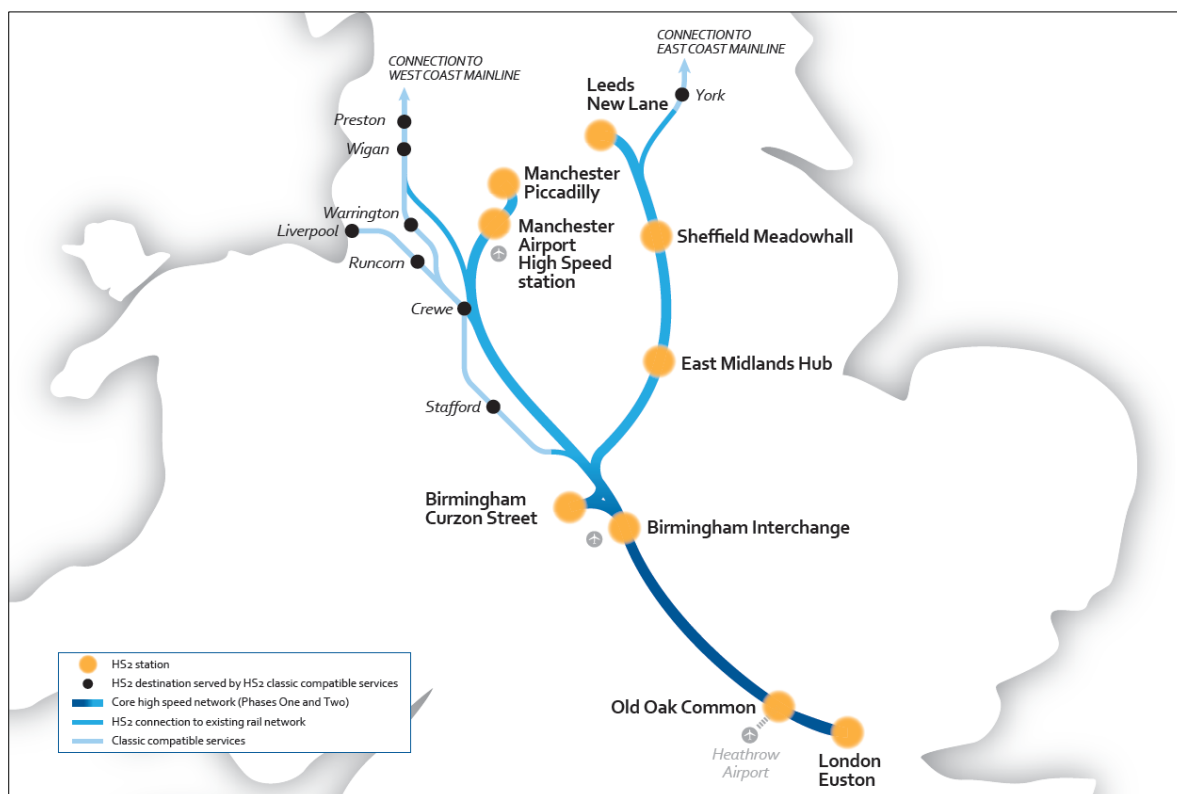 CONNECTION TO
WEST COAST MAINLINE
CONNECTION TO
EAST COAST MAINLINE
Leeds
New Lane
York
Preston
Wigan
Manchester
Piccadilly
Warrington
Liverpool
Runcorn
Manchester
Airport
High Speed
station
Sheffield Meadowhall
Crewe
East Midlands Hub
Stafford
Birmingham
Curzon Street
Birmingham Interchange
Old Oak Common
Heathrow
Airport
London
Euston
HS2 station
HS2 destination served by HS2 classic compatible services
Core high speed network (Phases One and Two)
HS2 connection to existing rail network
Classic compatible services